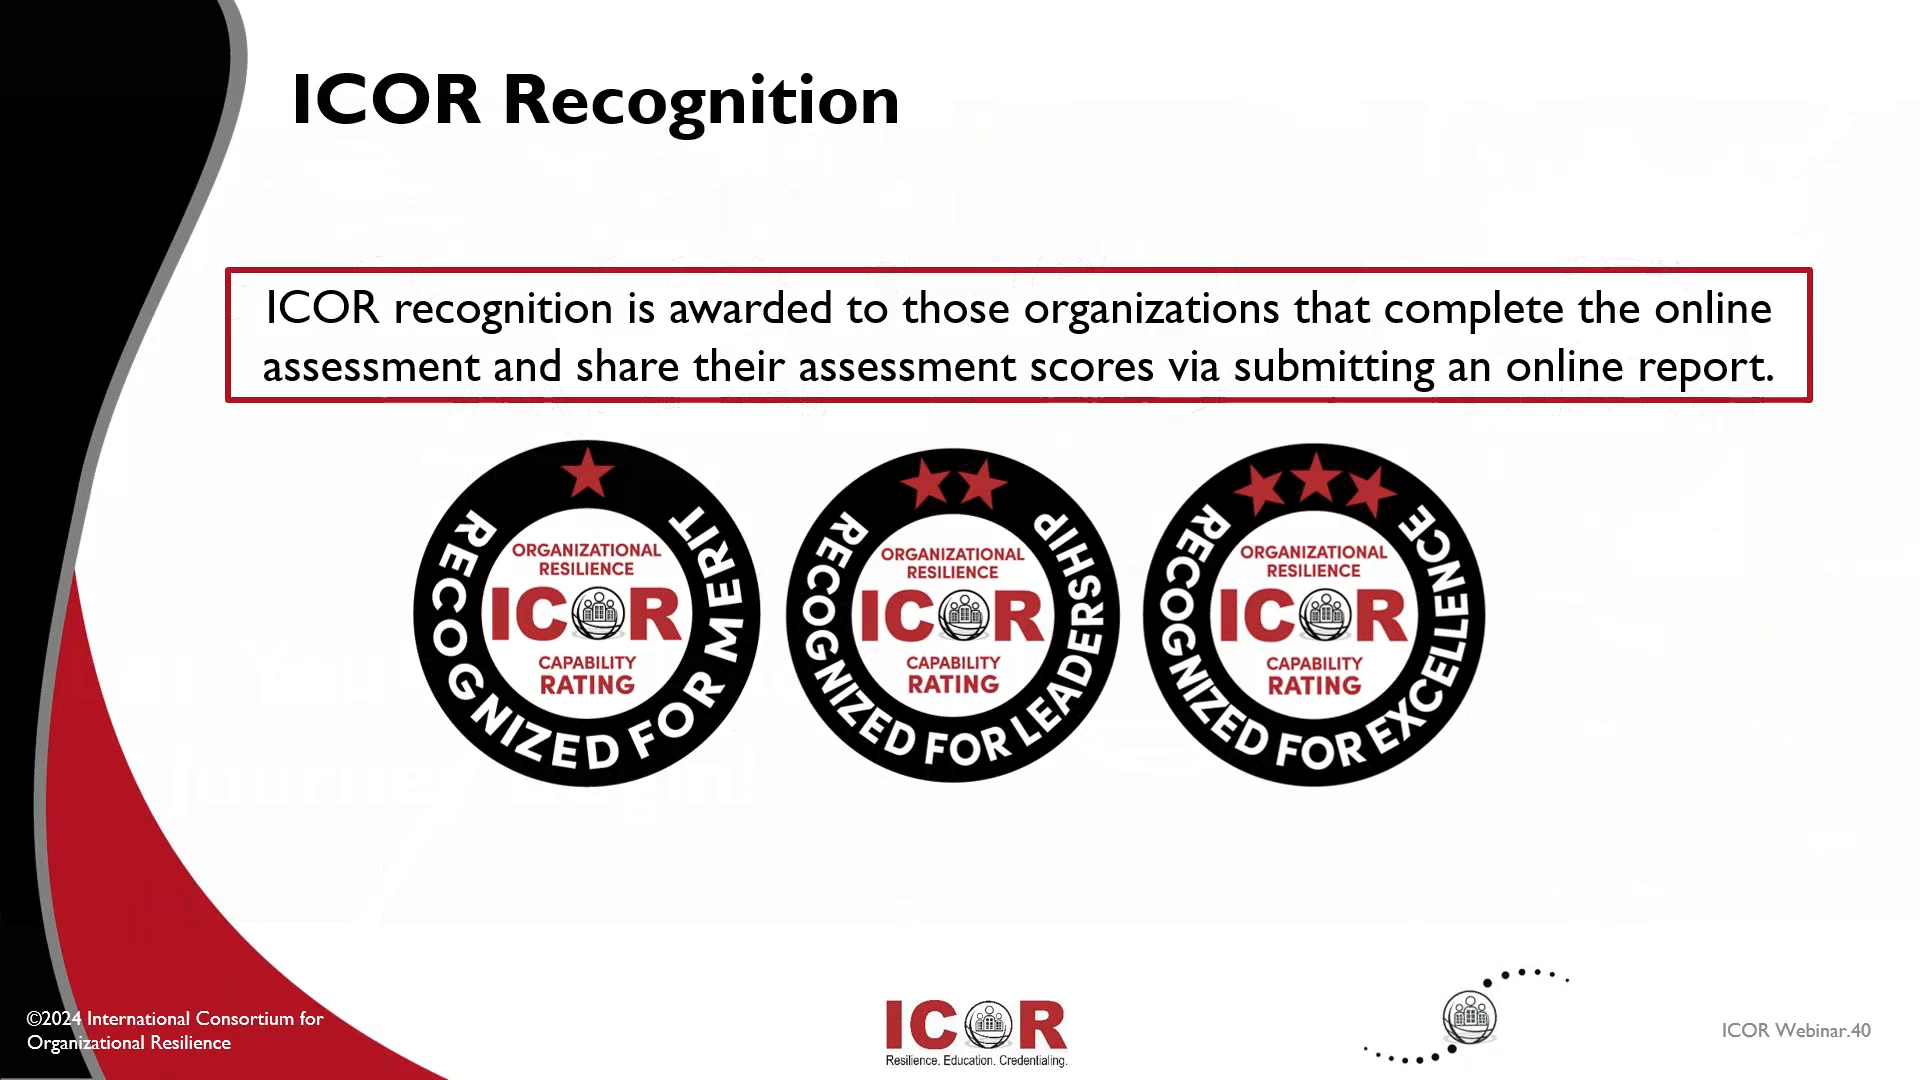 ICOR Recognition
ICOR recognition is awarded to those organizations that complete the online
assessment and share their assessment scores via submitting an online report.
RECOGNIZED FOR MERIT
ORGANIZATIONAL
RESILIENCE
ICOR
CAPABILITY
RATING
RECOGNIZED FOR LEADERSHIP
ORGANIZATIONAL
RESILIENCE
ICOR
CAPABILITY
RATING
RECOGNIZED FOR EXCELLENCE
ORGANIZATIONAL
RESILIENCE
ICOR
CAPABILITY
RATING
©2024 International Consortium for
Organizational Resilience
ICOR
Resilience. Education. Credentialing.
ICOR Webinar.40